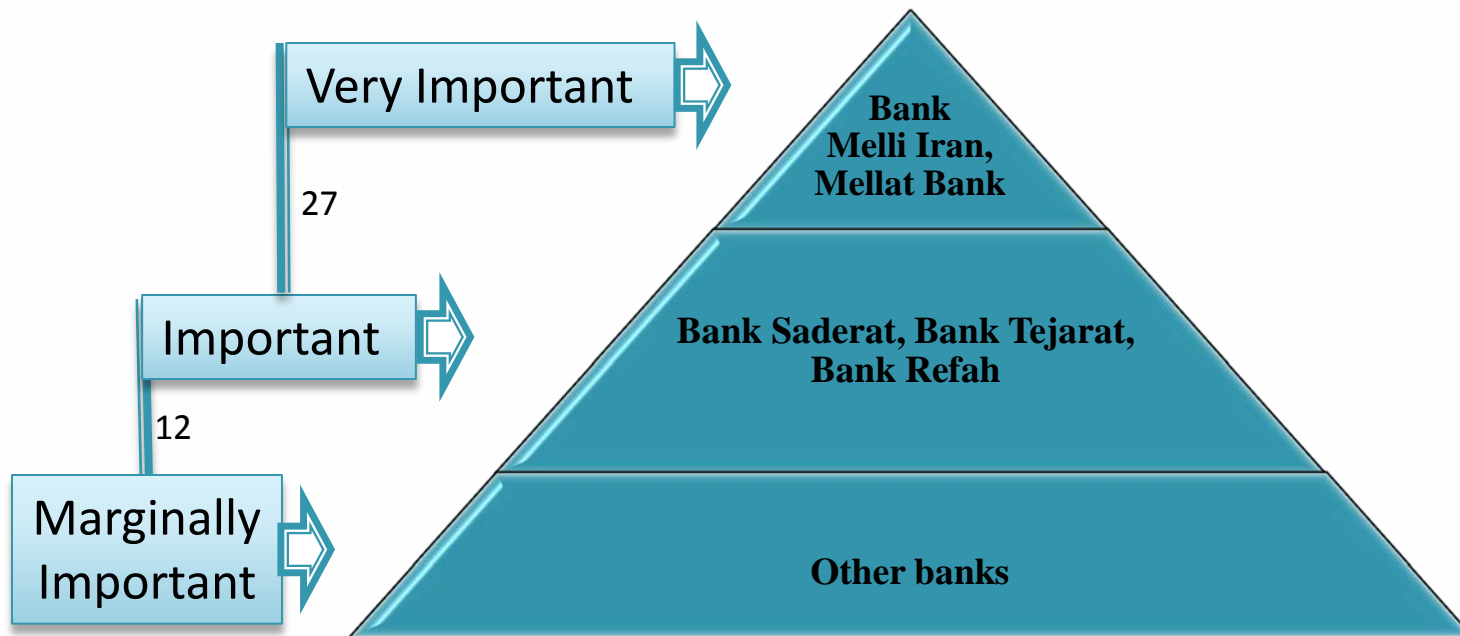 Very Important
Bank
Melli Iran,
Mellat Bank
27
Important
Bank Saderat, Bank Tejarat,
Bank Refah
12
Marginally
Important
Other banks